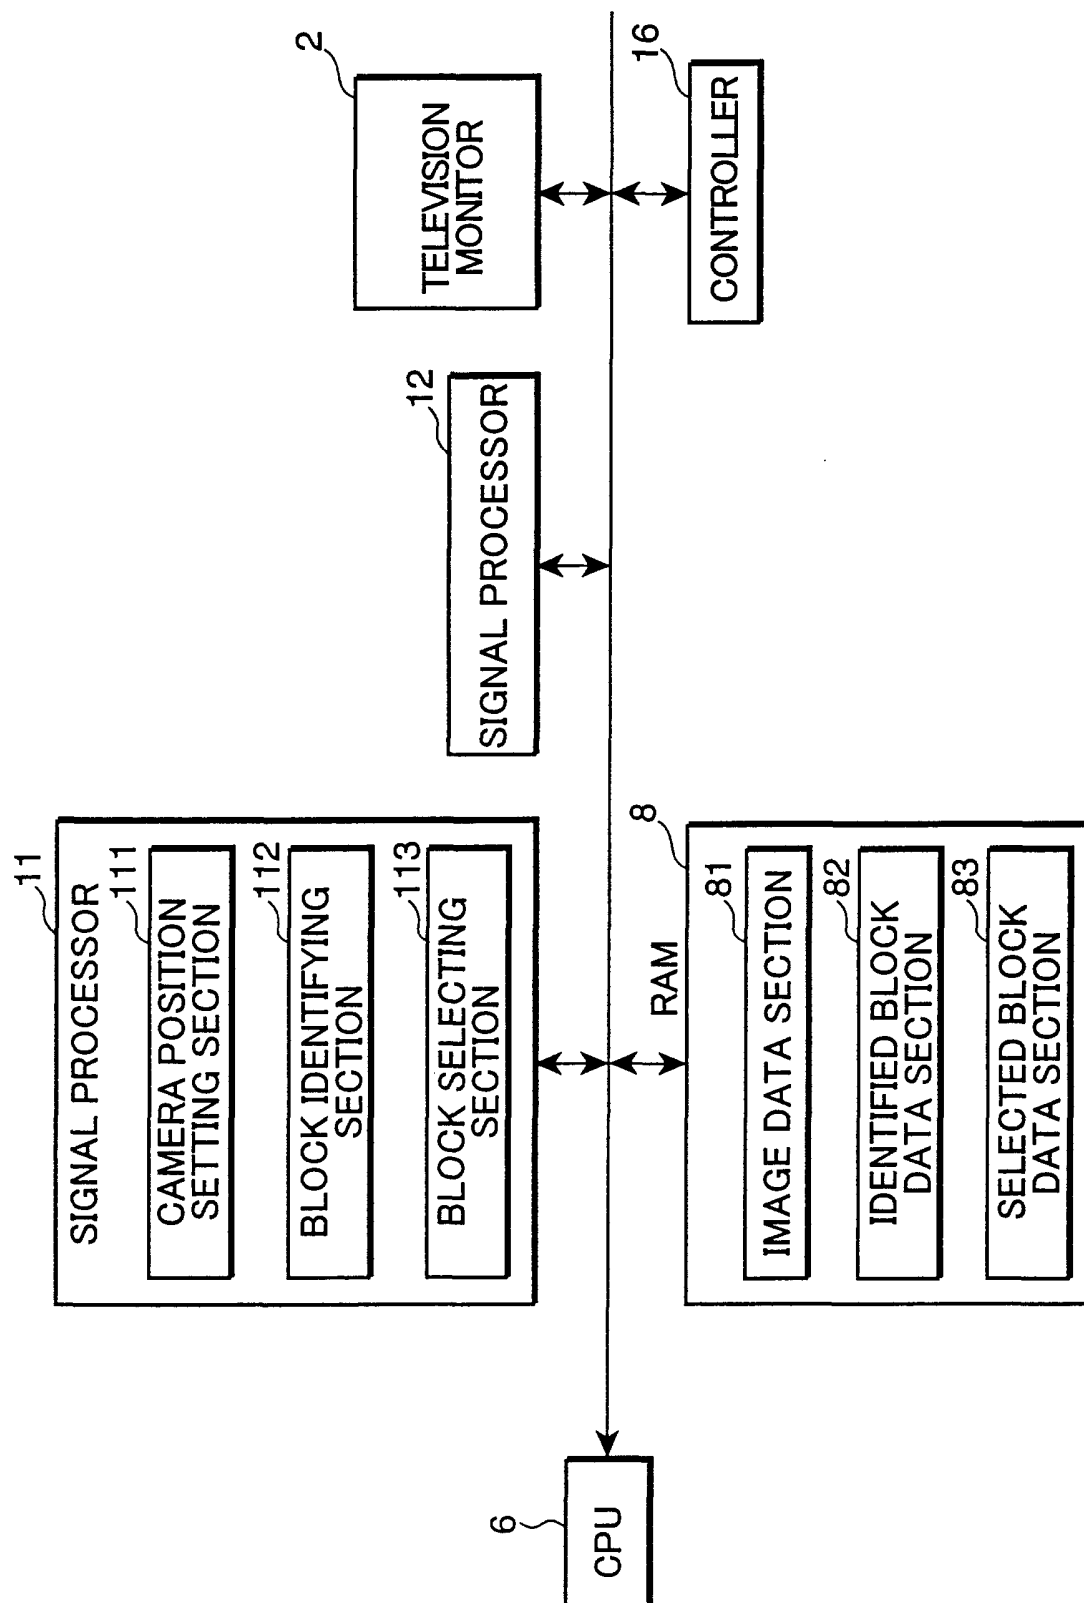 6
CPU
11
SIGNAL PROCESSOR
111
CAMERA POSITION
SETTING SECTION
112
BLOCK IDENTIFYING
SECTION
113
BLOCK SELECTING
SECTION
8
RAM
81
IMAGE DATA SECTION
82
IDENTIFIED BLOCK
DATA SECTION
83
SELECTED BLOCK
DATA SECTION
12
SIGNAL PROCESSOR
2
TELEVISION
MONITOR
16
CONTROLLER